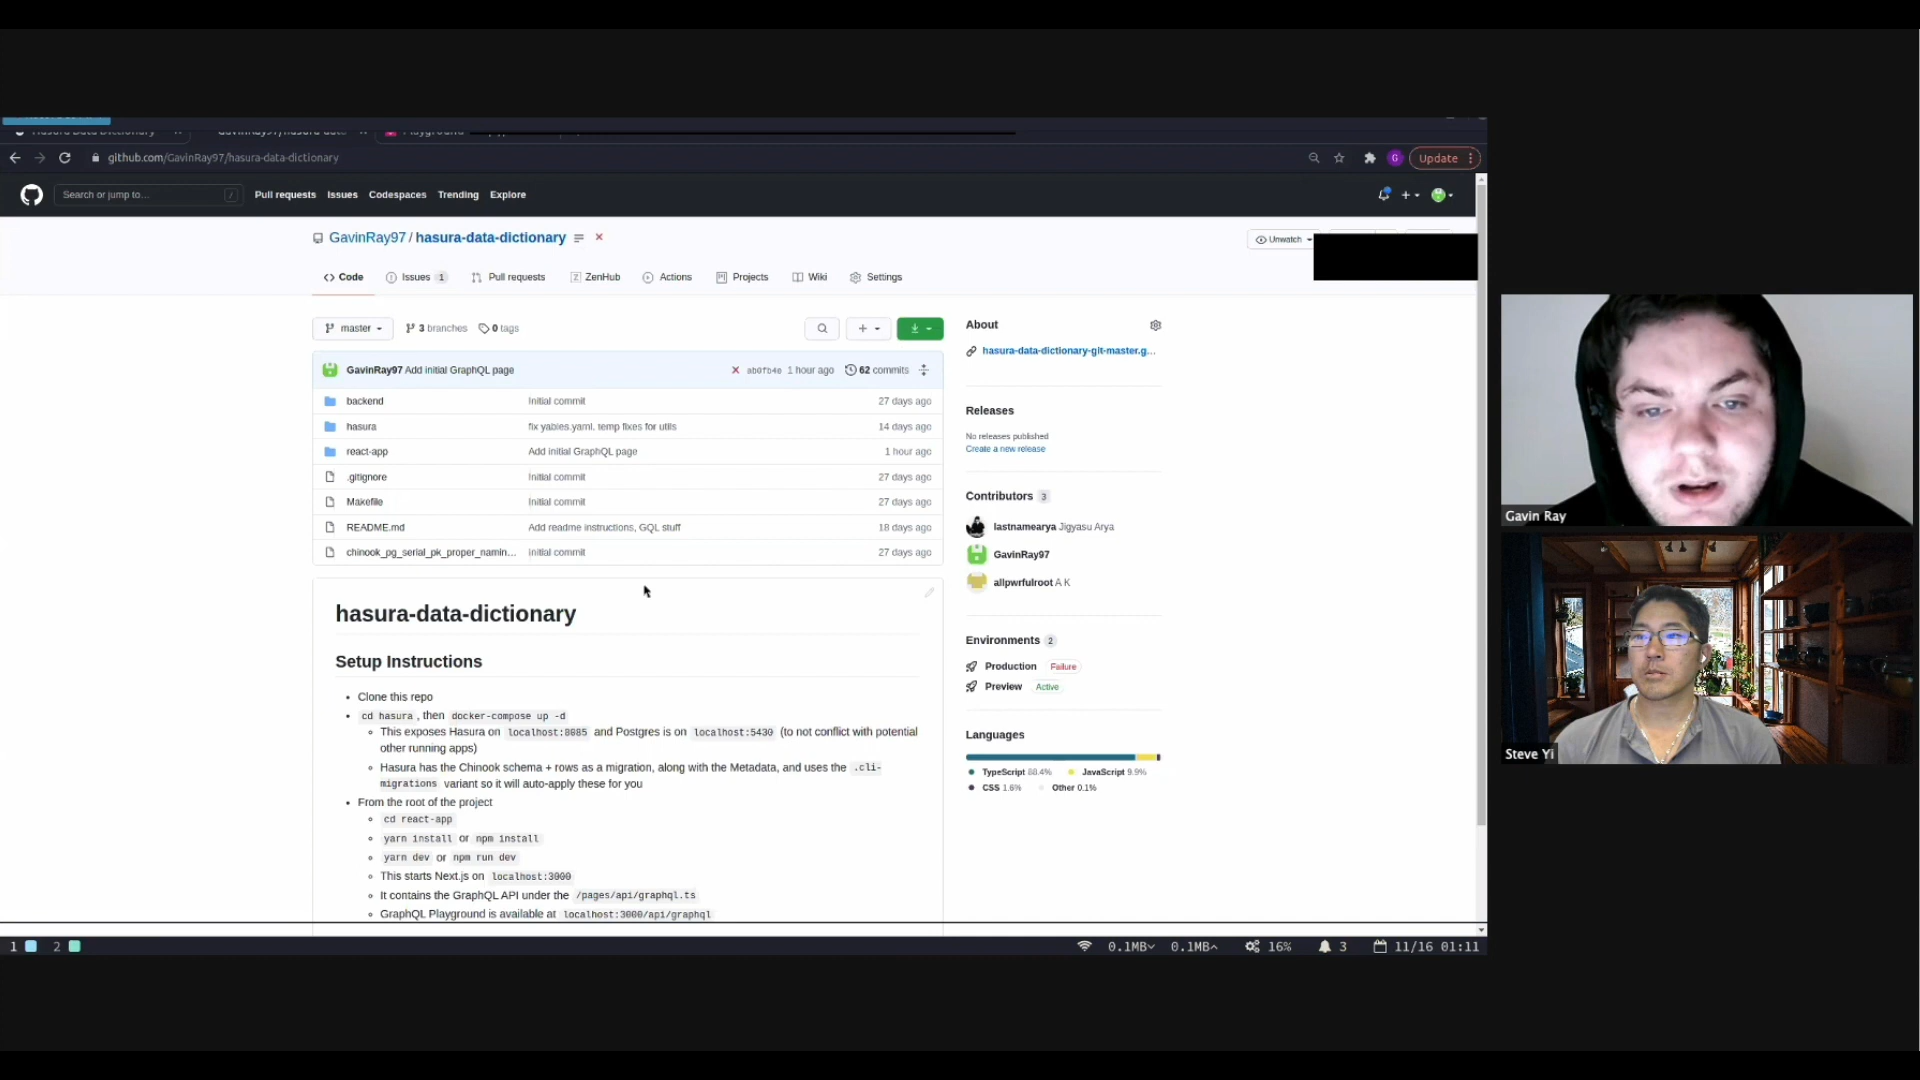 github.com/GavinRay97/hasura-data-dictionary
G
Update
Search or jump to...
/
Pull requests
Issues
Codespaces
Trending
Explore
GavinRay97 / hasura-data-dictionary
Unwatch
Code
Issues 1
Pull requests
ZenHub
Actions
Projects
Wiki
Settings
master
3 branches
0 tags
GavinRay97 Add initial GraphQL page
ab0fb4e 1 hour ago
62 commits
backend Initial commit 27 days ago
hasura fix yabies.yaml, temp fixes for utils 14 days ago
react-app Add initial GraphQL page 1 hour ago
.gitignore Initial commit 27 days ago
Makefile Initial commit 27 days ago
README.md Add readme instructions, GQL stuff 18 days ago
chinook_pg_serial_pk_proper_namin... Initial commit 27 days ago
hasura-data-dictionary
Setup Instructions
Clone this repo
cd hasura , then docker-compose up -d
This exposes Hasura on localhost:8085 and Postgres is on localhost:5430 (to not conflict with potential
other running apps)
Hasura has the Chinook schema + rows as a migration, along with the Metadata, and uses the .cli-
migrations variant so it will auto-apply these for you
From the root of the project
cd react-app
yarn install or npm install
yarn dev or npm run dev
This starts Next.js on localhost:3000
It contains the GraphQL API under the /pages/api/graphql.ts
GraphQL Playground is available at localhost:3000/api/graphql
About
hasura-data-dictionary-git-master.g...
Releases
No releases published
Create a new release
Contributors 3
lastnamearya Jigyasu Arya
GavinRay97
allpwrfulroot A K
Environments 2
Production Failure
Preview Active
Languages
TypeScript 88.4%
JavaScript 9.9%
CSS 1.6%
Other 0.1%
Gavin Ray
Steve Yi
1
2
0.1MB
0.1MB
16%
3
11/16 01:11